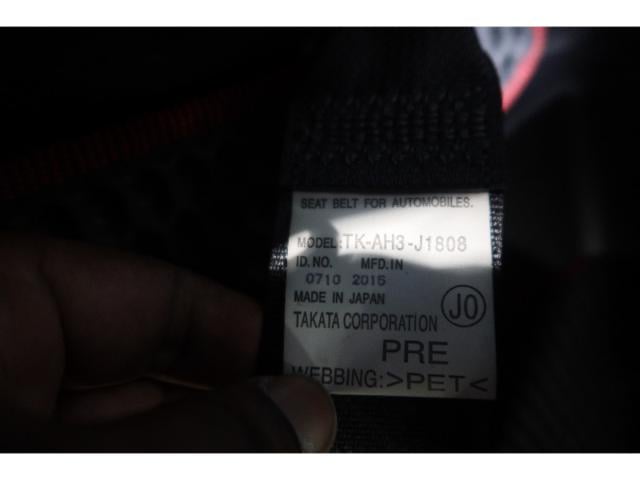 SEAT BELT FOR AUTOMOBILES.
MODEL:TK-AH3-J1808
ID.NO. MFD.IN
0710 2015
MADE IN JAPAN
TAKATA CORPORATION
J0
PRE
WEBBING:>PET<